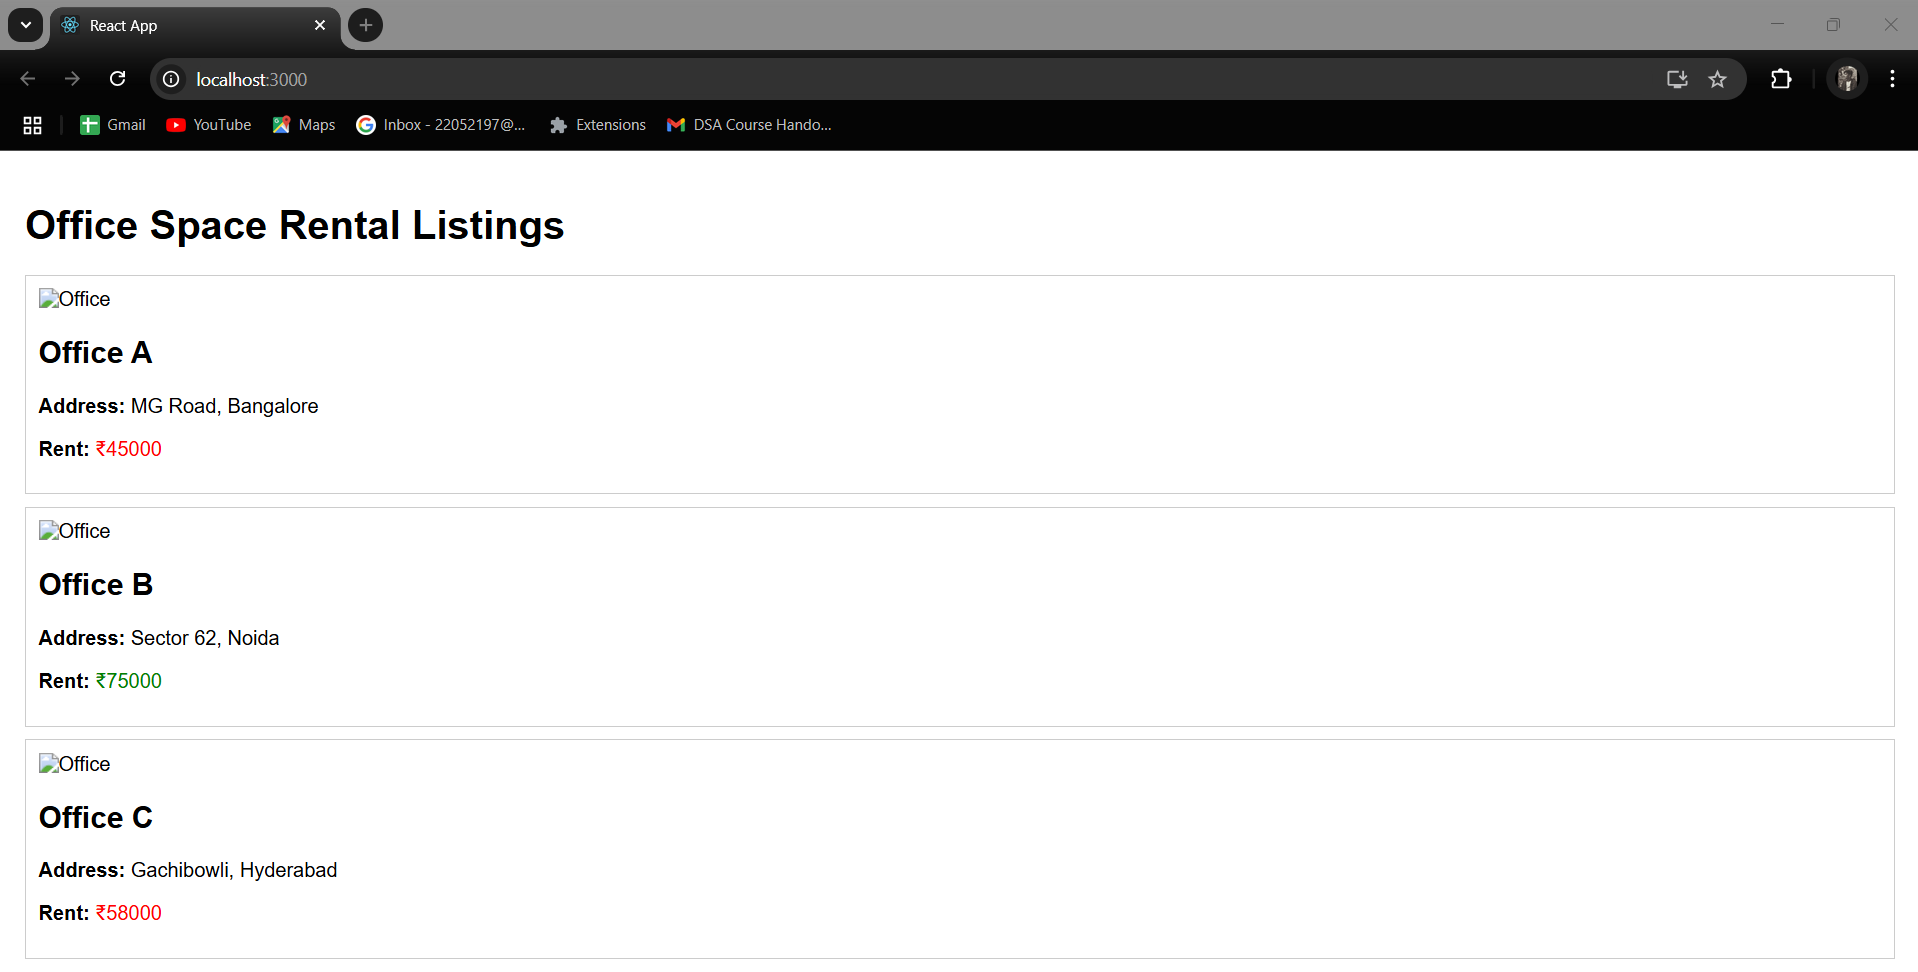 React App
localhost:3000
Gmail YouTube Maps Inbox - 22052197@... Extensions DSA Course Hando...
Office Space Rental Listings
Office
Office A
Address: MG Road, Bangalore
Rent: ₹45000
Office
Office B
Address: Sector 62, Noida
Rent: ₹75000
Office
Office C
Address: Gachibowli, Hyderabad
Rent: ₹58000